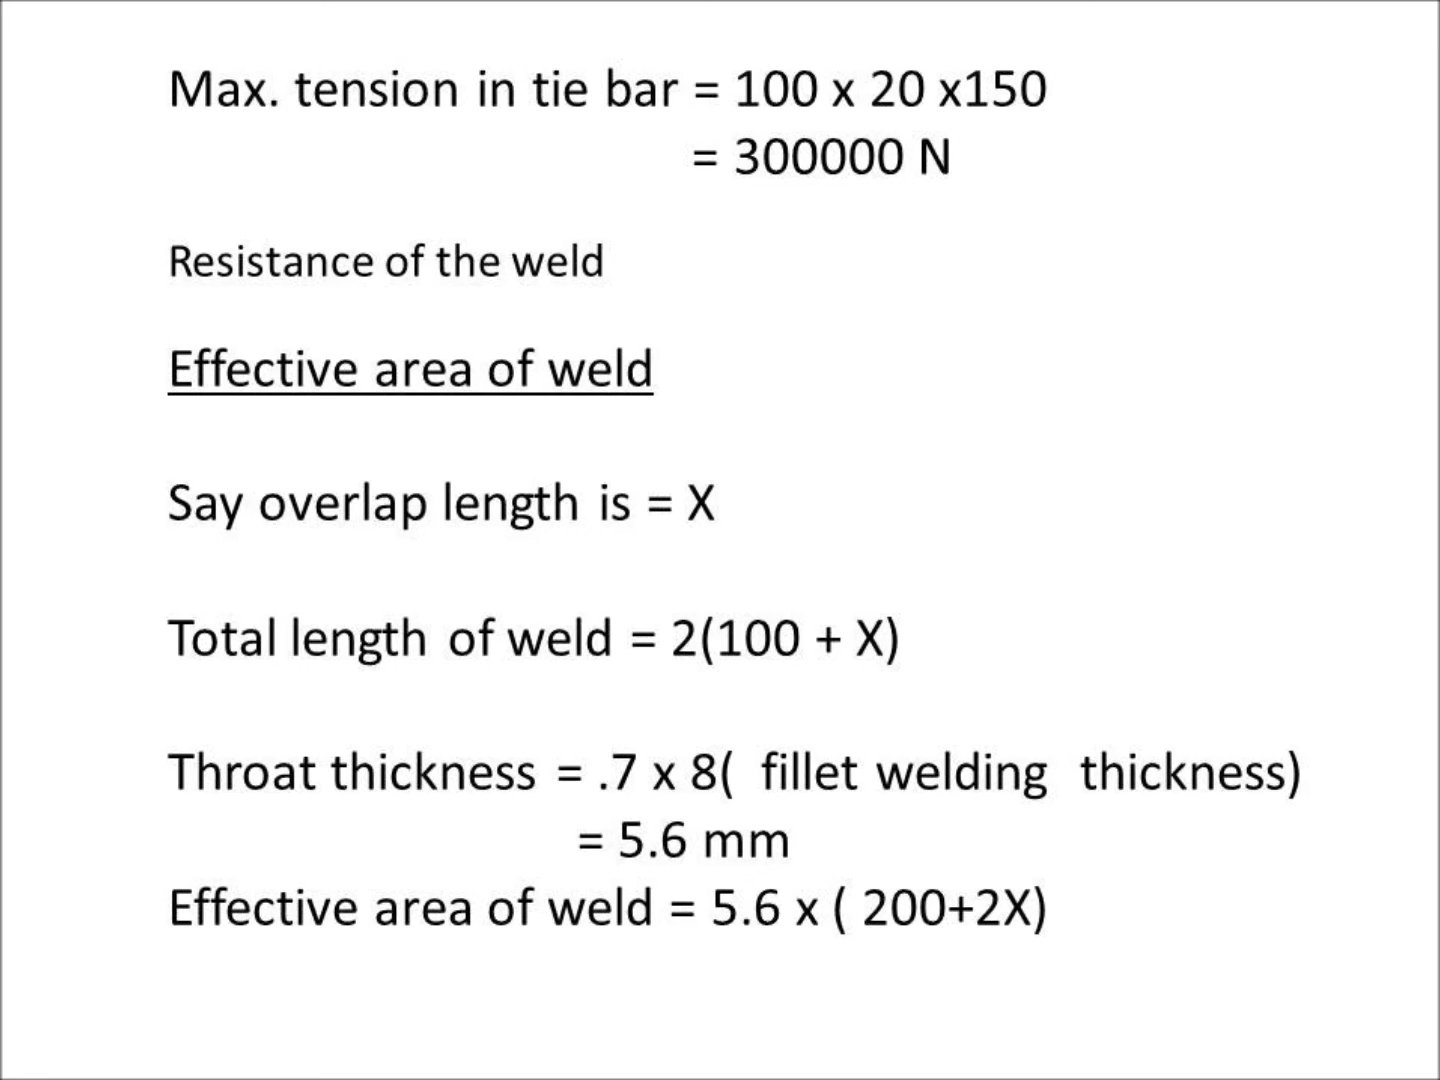 Max. tension in tie bar = 100 x 20 x150
= 300000 N
Resistance of the weld
Effective area of weld
Say overlap length is = X
Total length of weld = 2(100 + X)
Throat thickness = .7 x 8( fillet welding thickness)
= 5.6 mm
Effective area of weld = 5.6 x ( 200+2X)